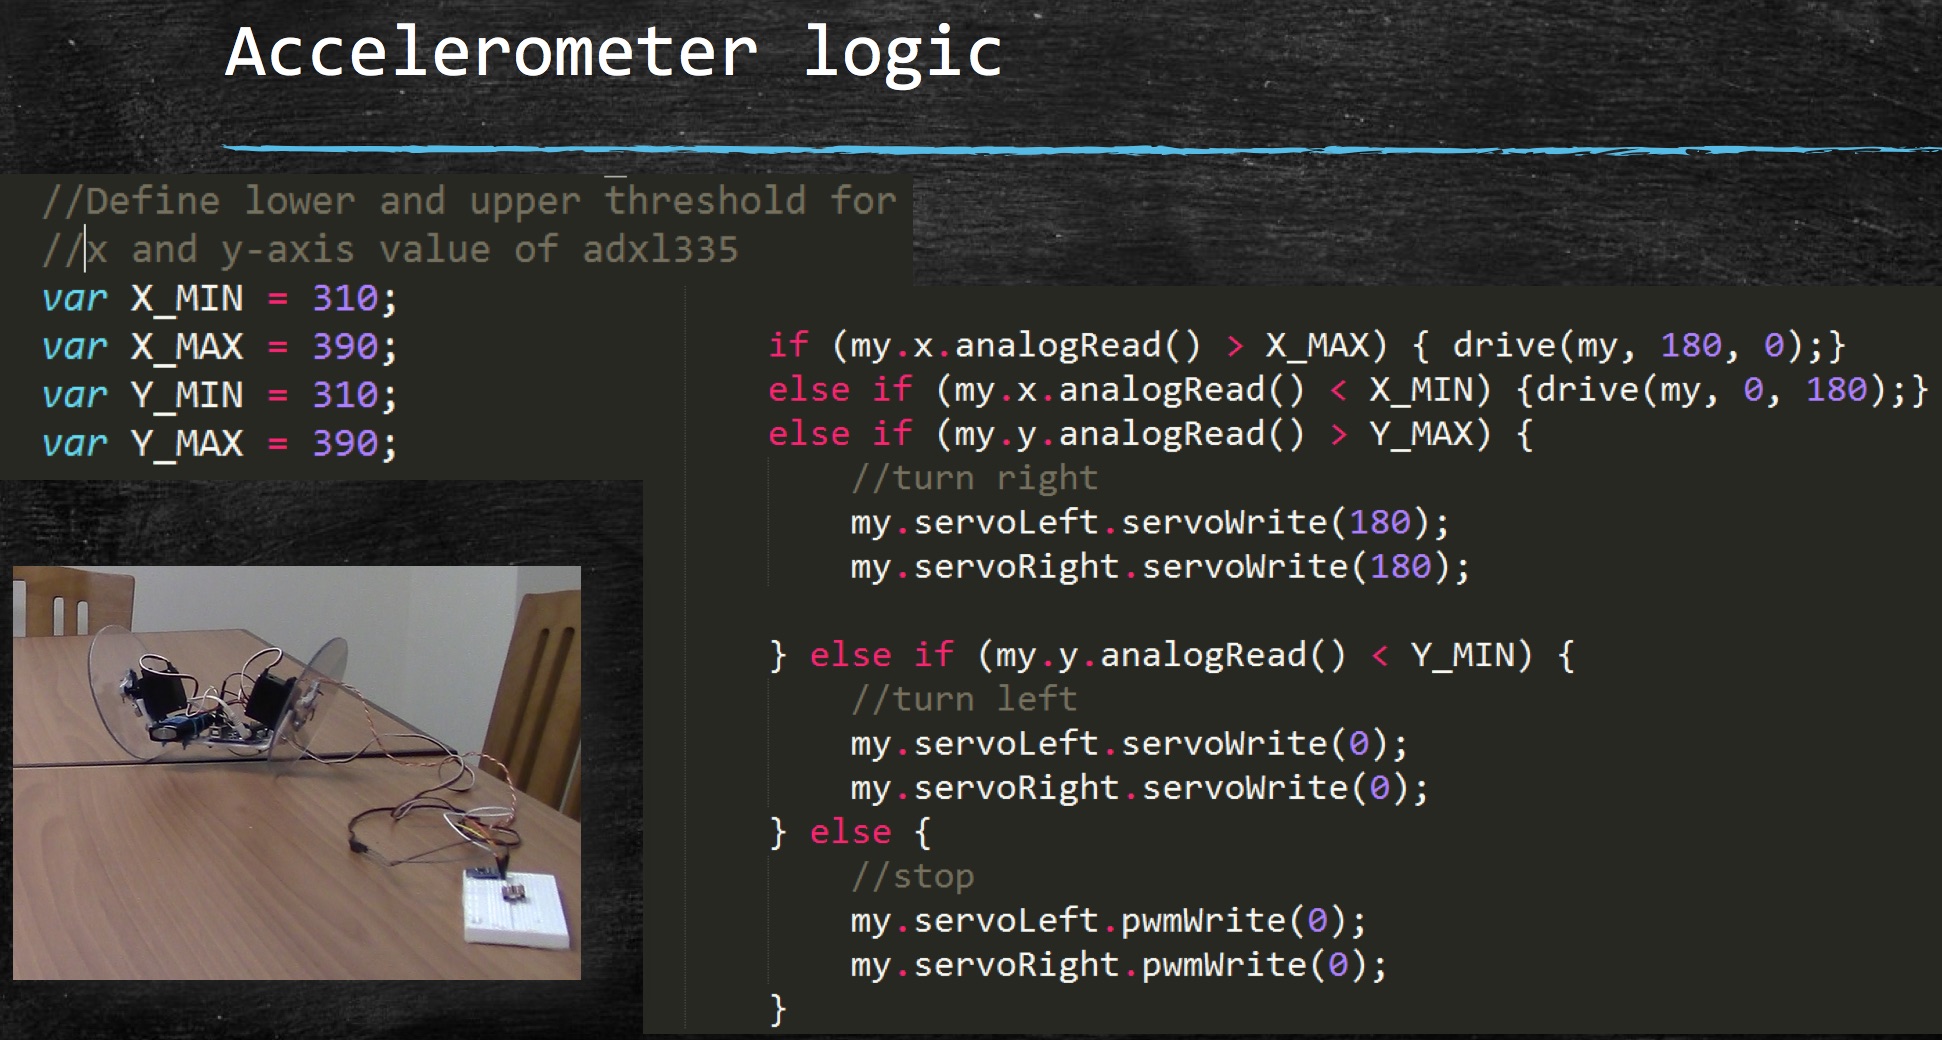 Accelerometer logic
//Define lower and upper threshold for
//x and y-axis value of adxl335
var X_MIN = 310;
var X_MAX = 390;
var Y_MIN = 310;
var Y_MAX = 390;
if (my.x.analogRead() > X_MAX) { drive(my, 180, 0);}
else if (my.x.analogRead() < X_MIN) {drive(my, 0, 180);}
else if (my.y.analogRead() > Y_MAX) {
//turn right
my.servoLeft.servoWrite(180);
my.servoRight.servoWrite(180);
} else if (my.y.analogRead() < Y_MIN) {
//turn left
my.servoLeft.servoWrite(0);
my.servoRight.servoWrite(0);
} else {
//stop
my.servoLeft.pwmWrite(0);
my.servoRight.pwmWrite(0);
}